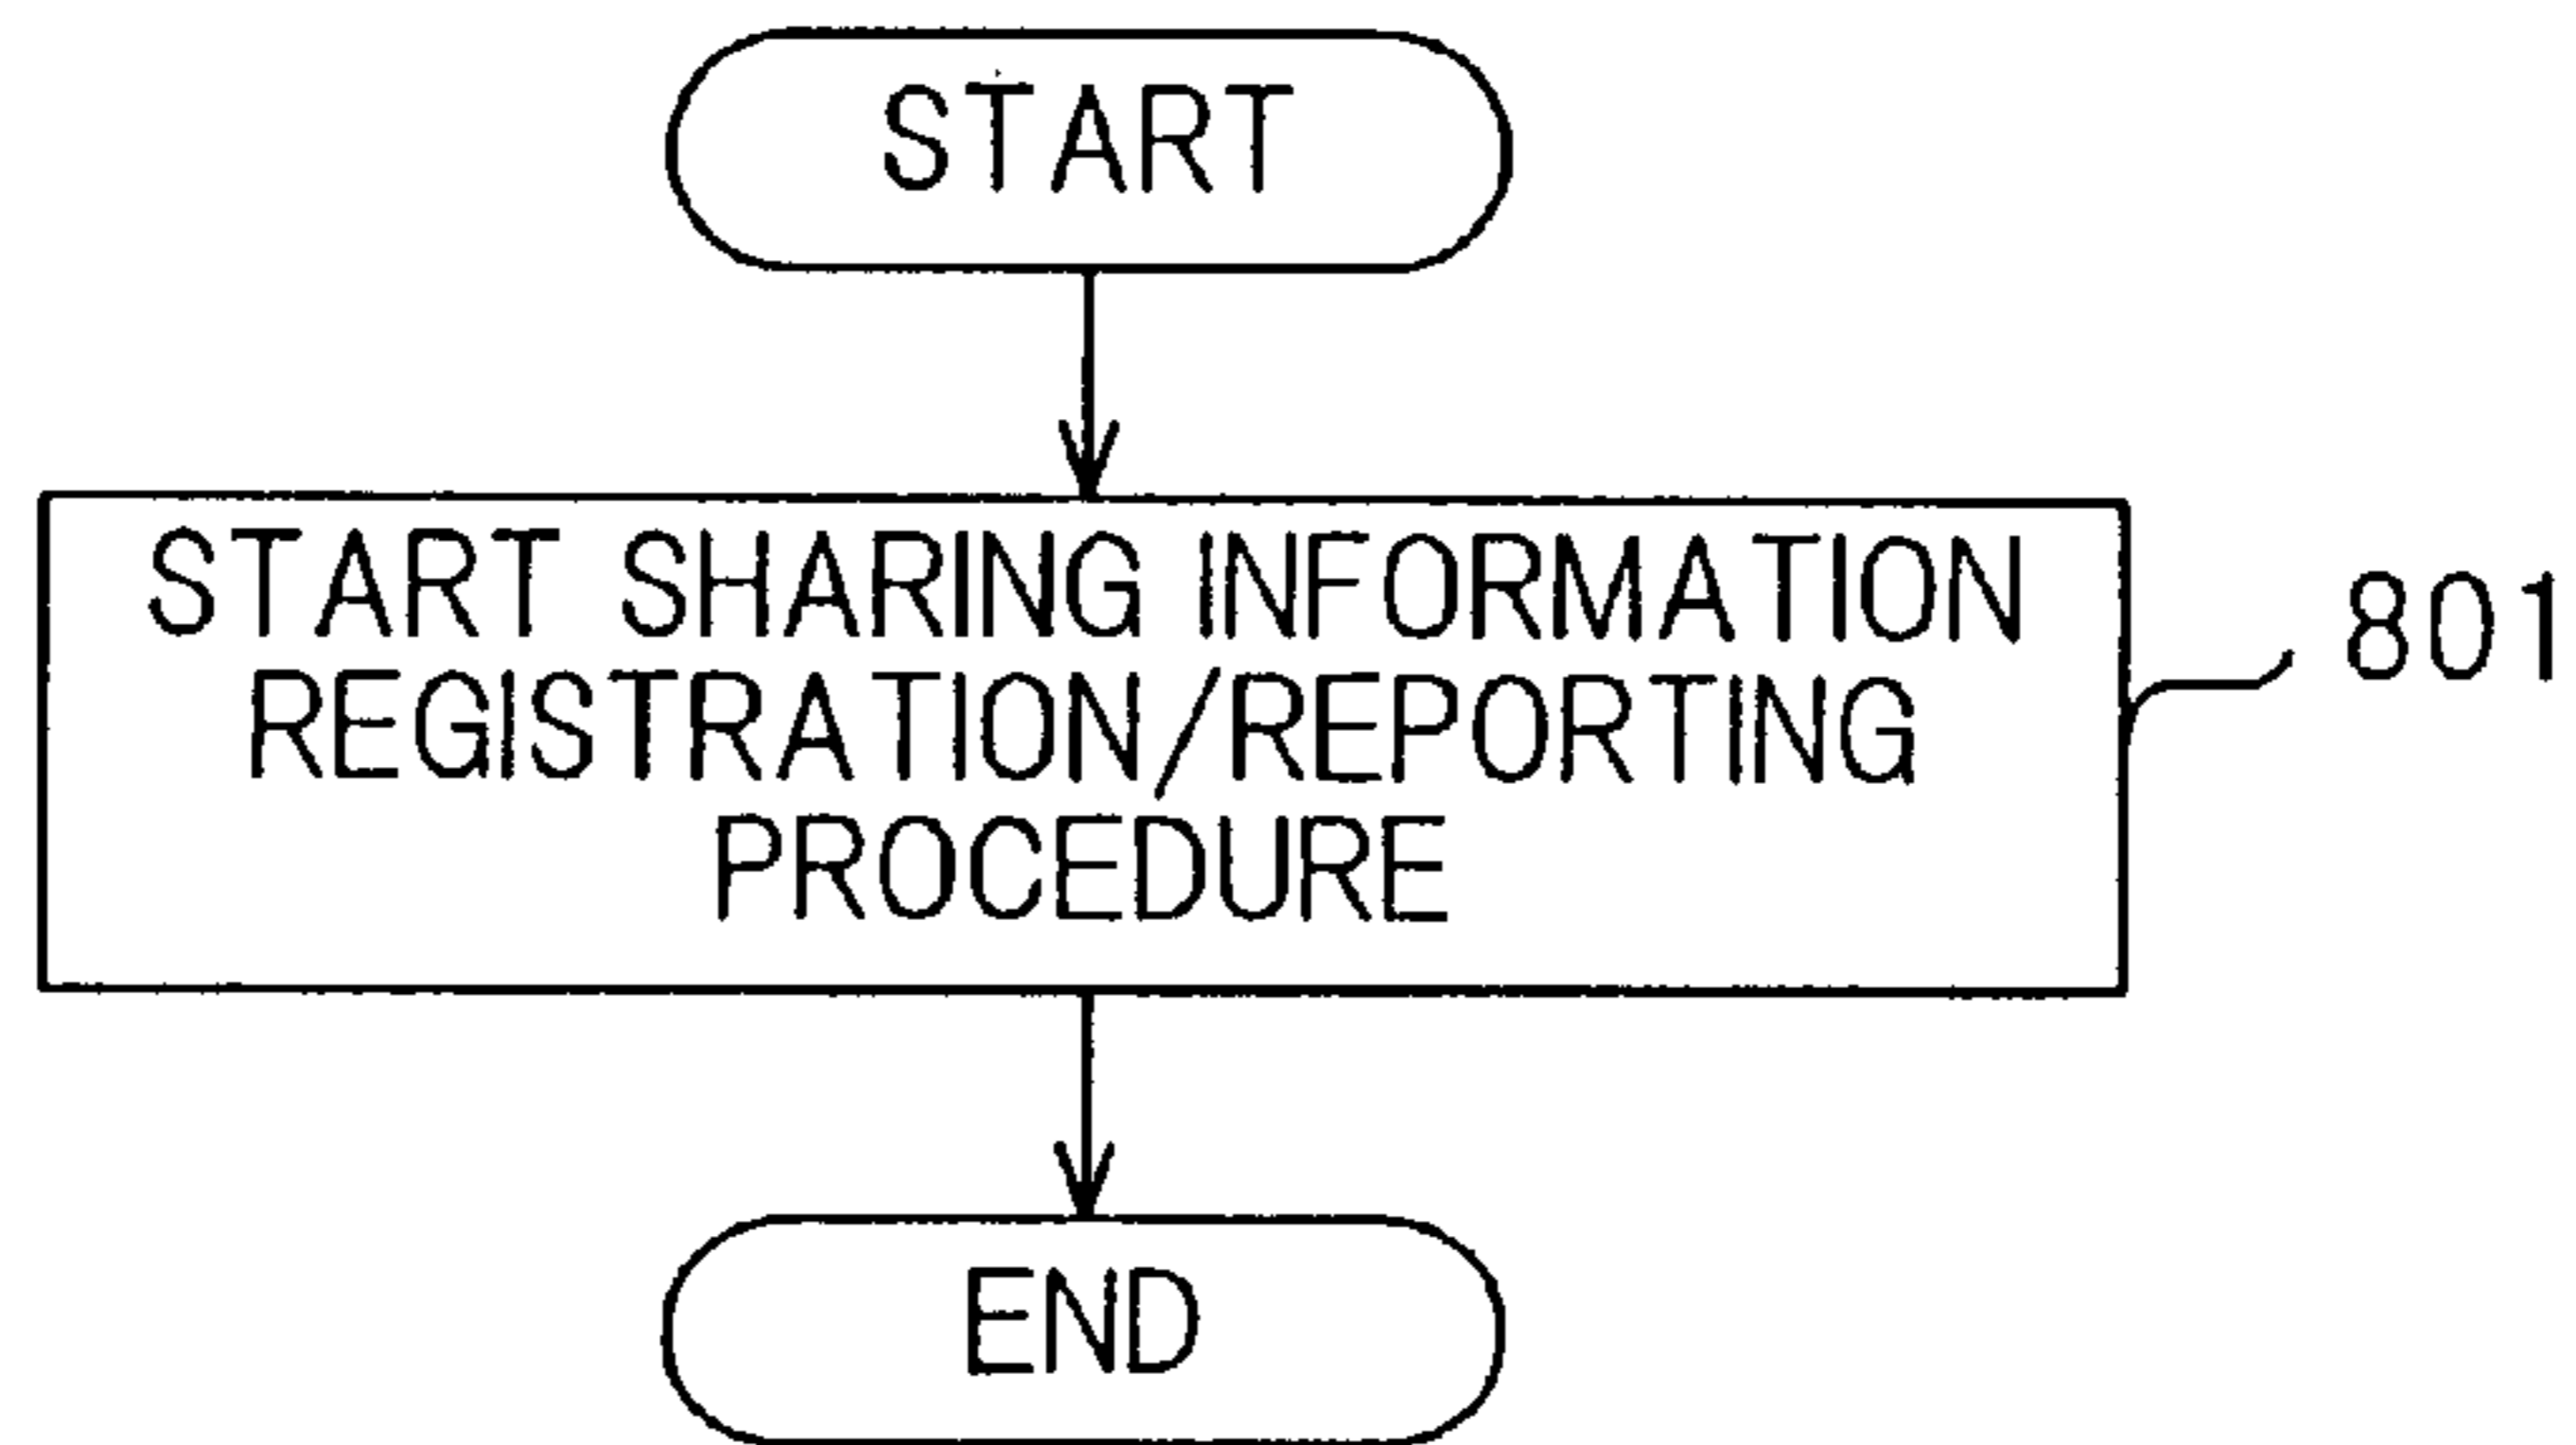 START
START SHARING INFORMATION
REGISTRATION/REPORTING
PROCEDURE
801
END